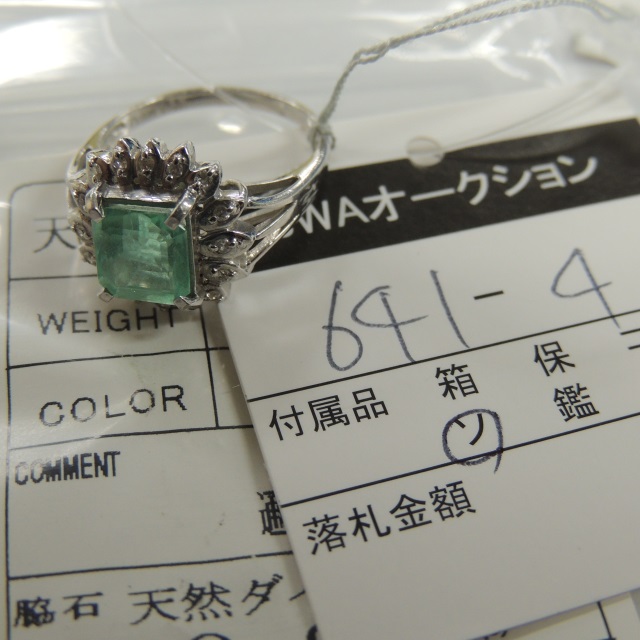 WAオークション
641-4
付属品 箱 保
ソ 鑑
落札金額
天
WEIGHT
COLOR
COMMENT
脇石 天然ダ